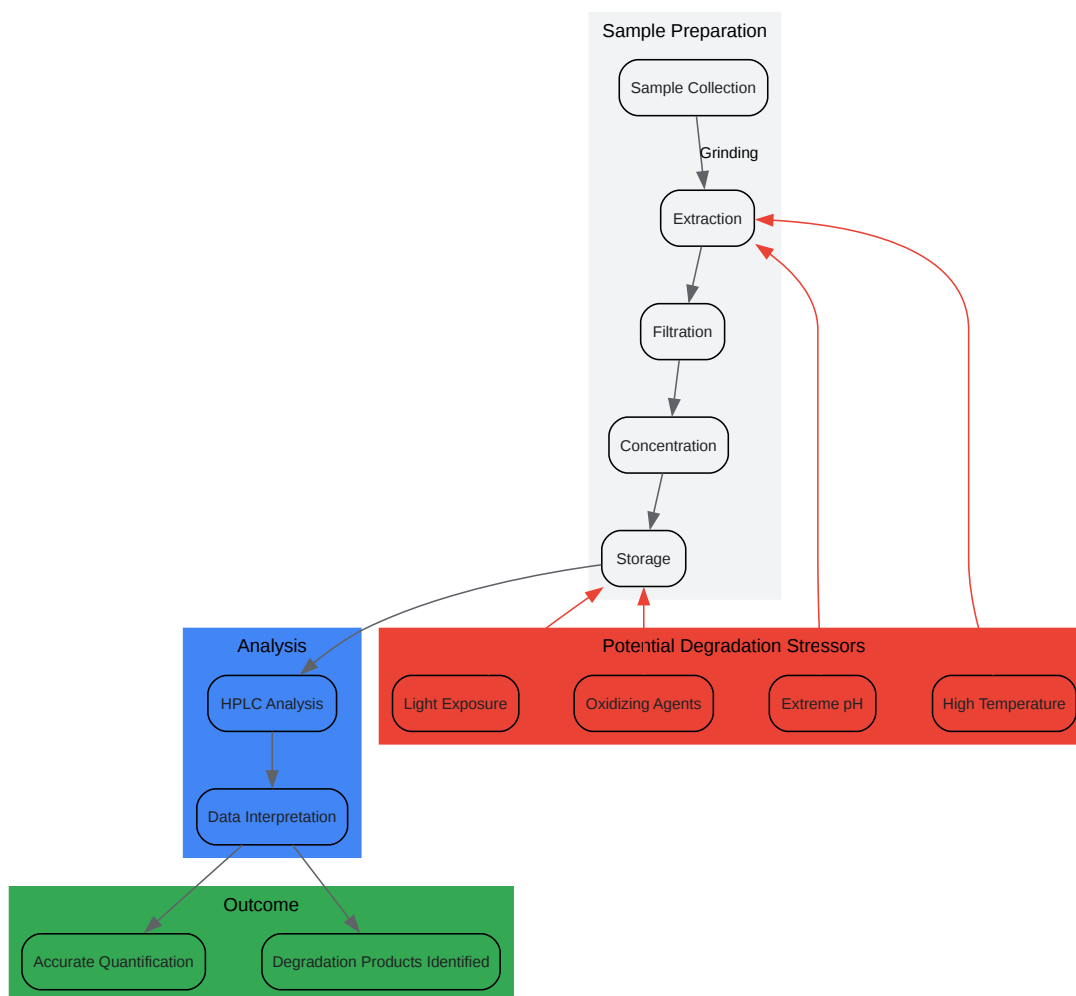 Sample Preparation
Sample Collection
Grinding
Extraction
Filtration
Concentration
Storage
Analysis
HPLC Analysis
Data Interpretation
Potential Degradation Stressors
Light Exposure
Oxidizing Agents
Extreme pH
High Temperature
Outcome
Accurate Quantification
Degradation Products Identified